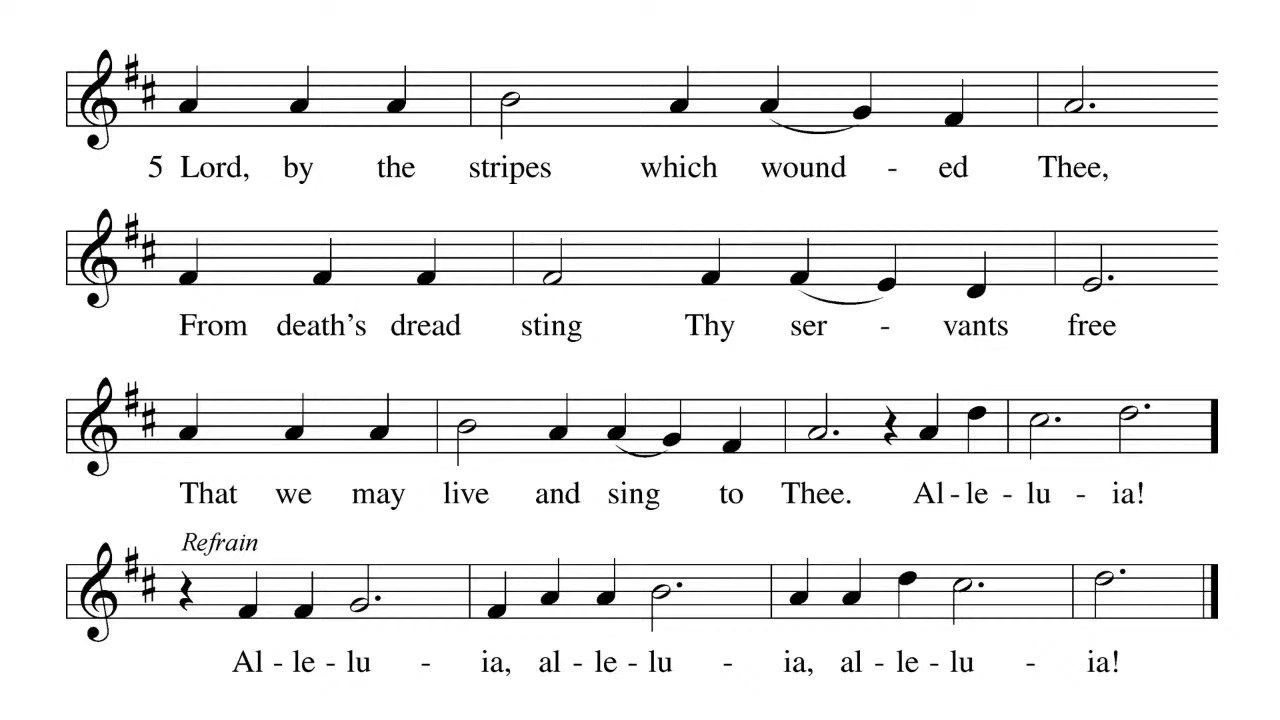 5 Lord, by the stripes which wound - ed Thee,
From death's dread sting Thy ser - vants free
That we may live and sing to Thee. Al - le - lu - ia!
Refrain
Al - le - lu - ia, al - le - lu - ia, al - le - lu - ia!